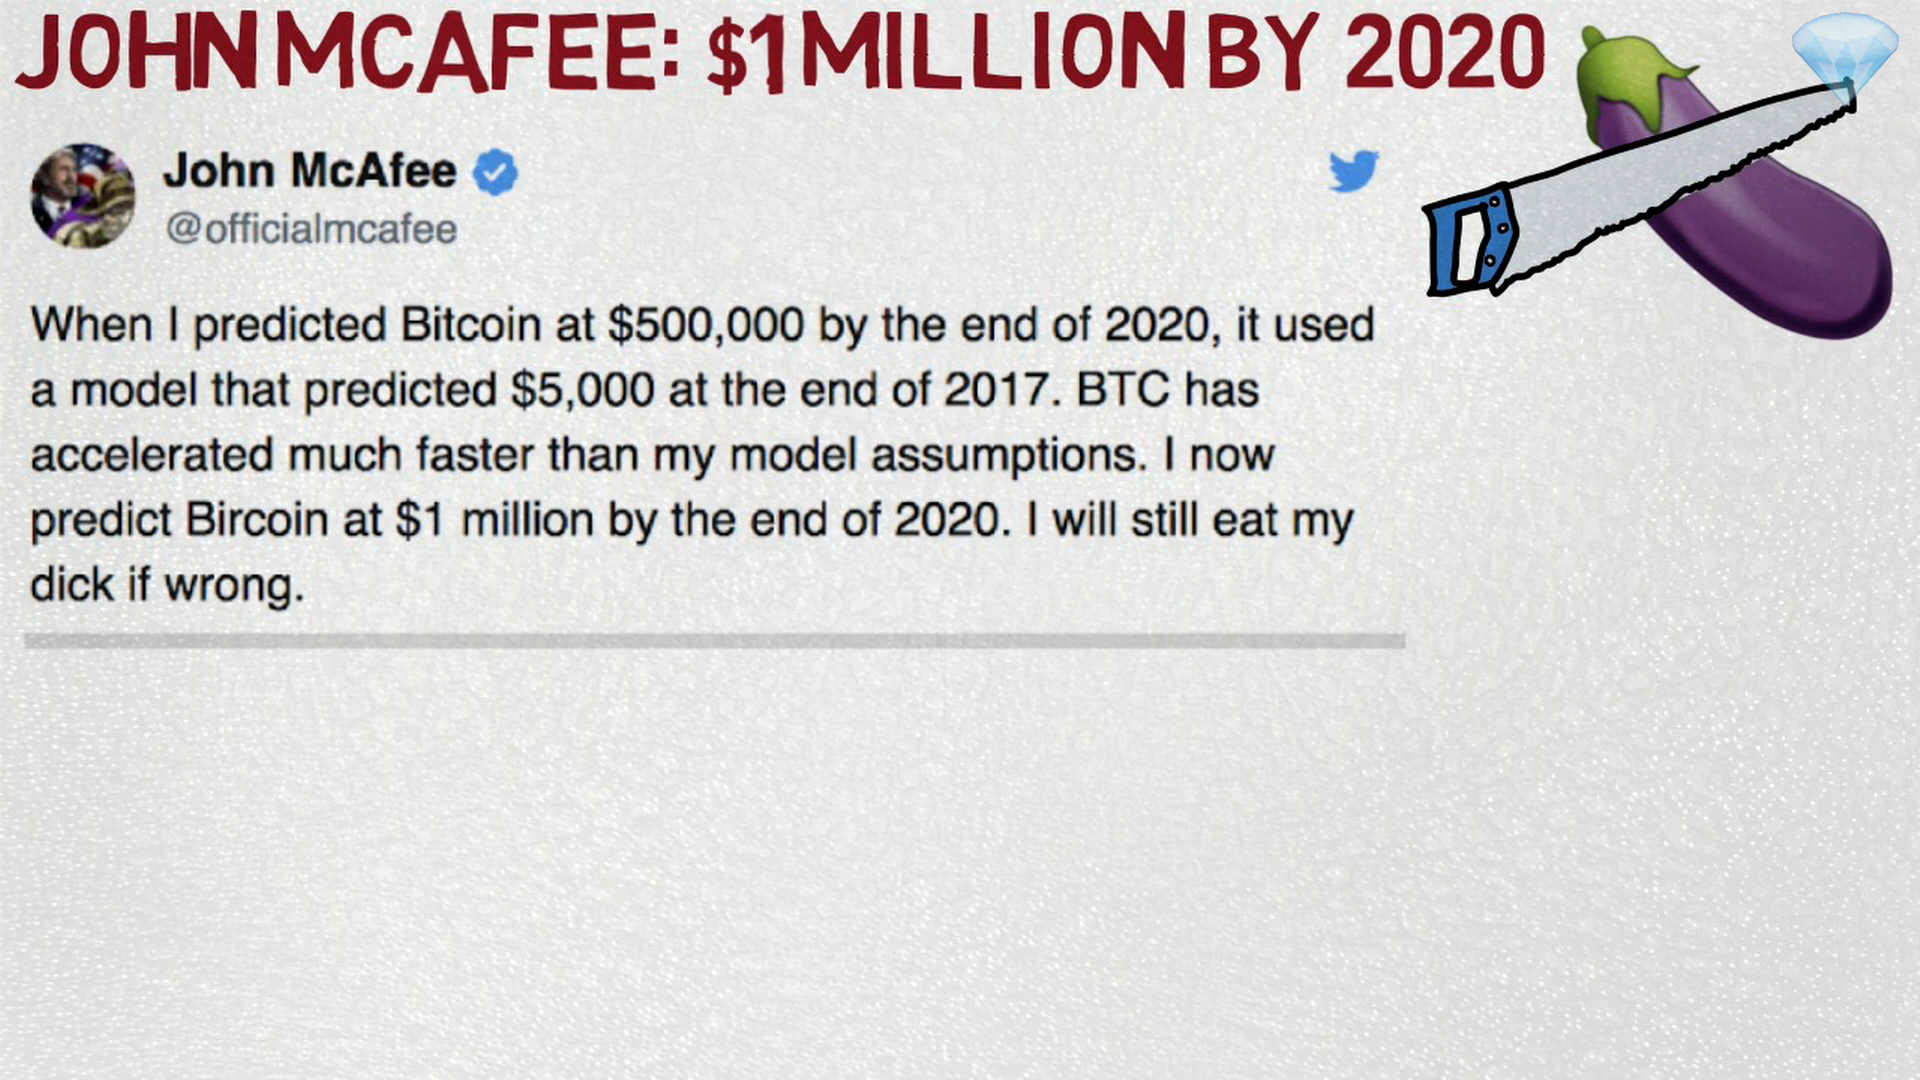 JOHN MCAFEE: $1 MILLION BY 2020
John McAfee
@officialmcafee
When I predicted Bitcoin at $500,000 by the end of 2020, it used
a model that predicted $5,000 at the end of 2017. BTC has
accelerated much faster than my model assumptions. I now
predict Bircoin at $1 million by the end of 2020. I will still eat my
dick if wrong.